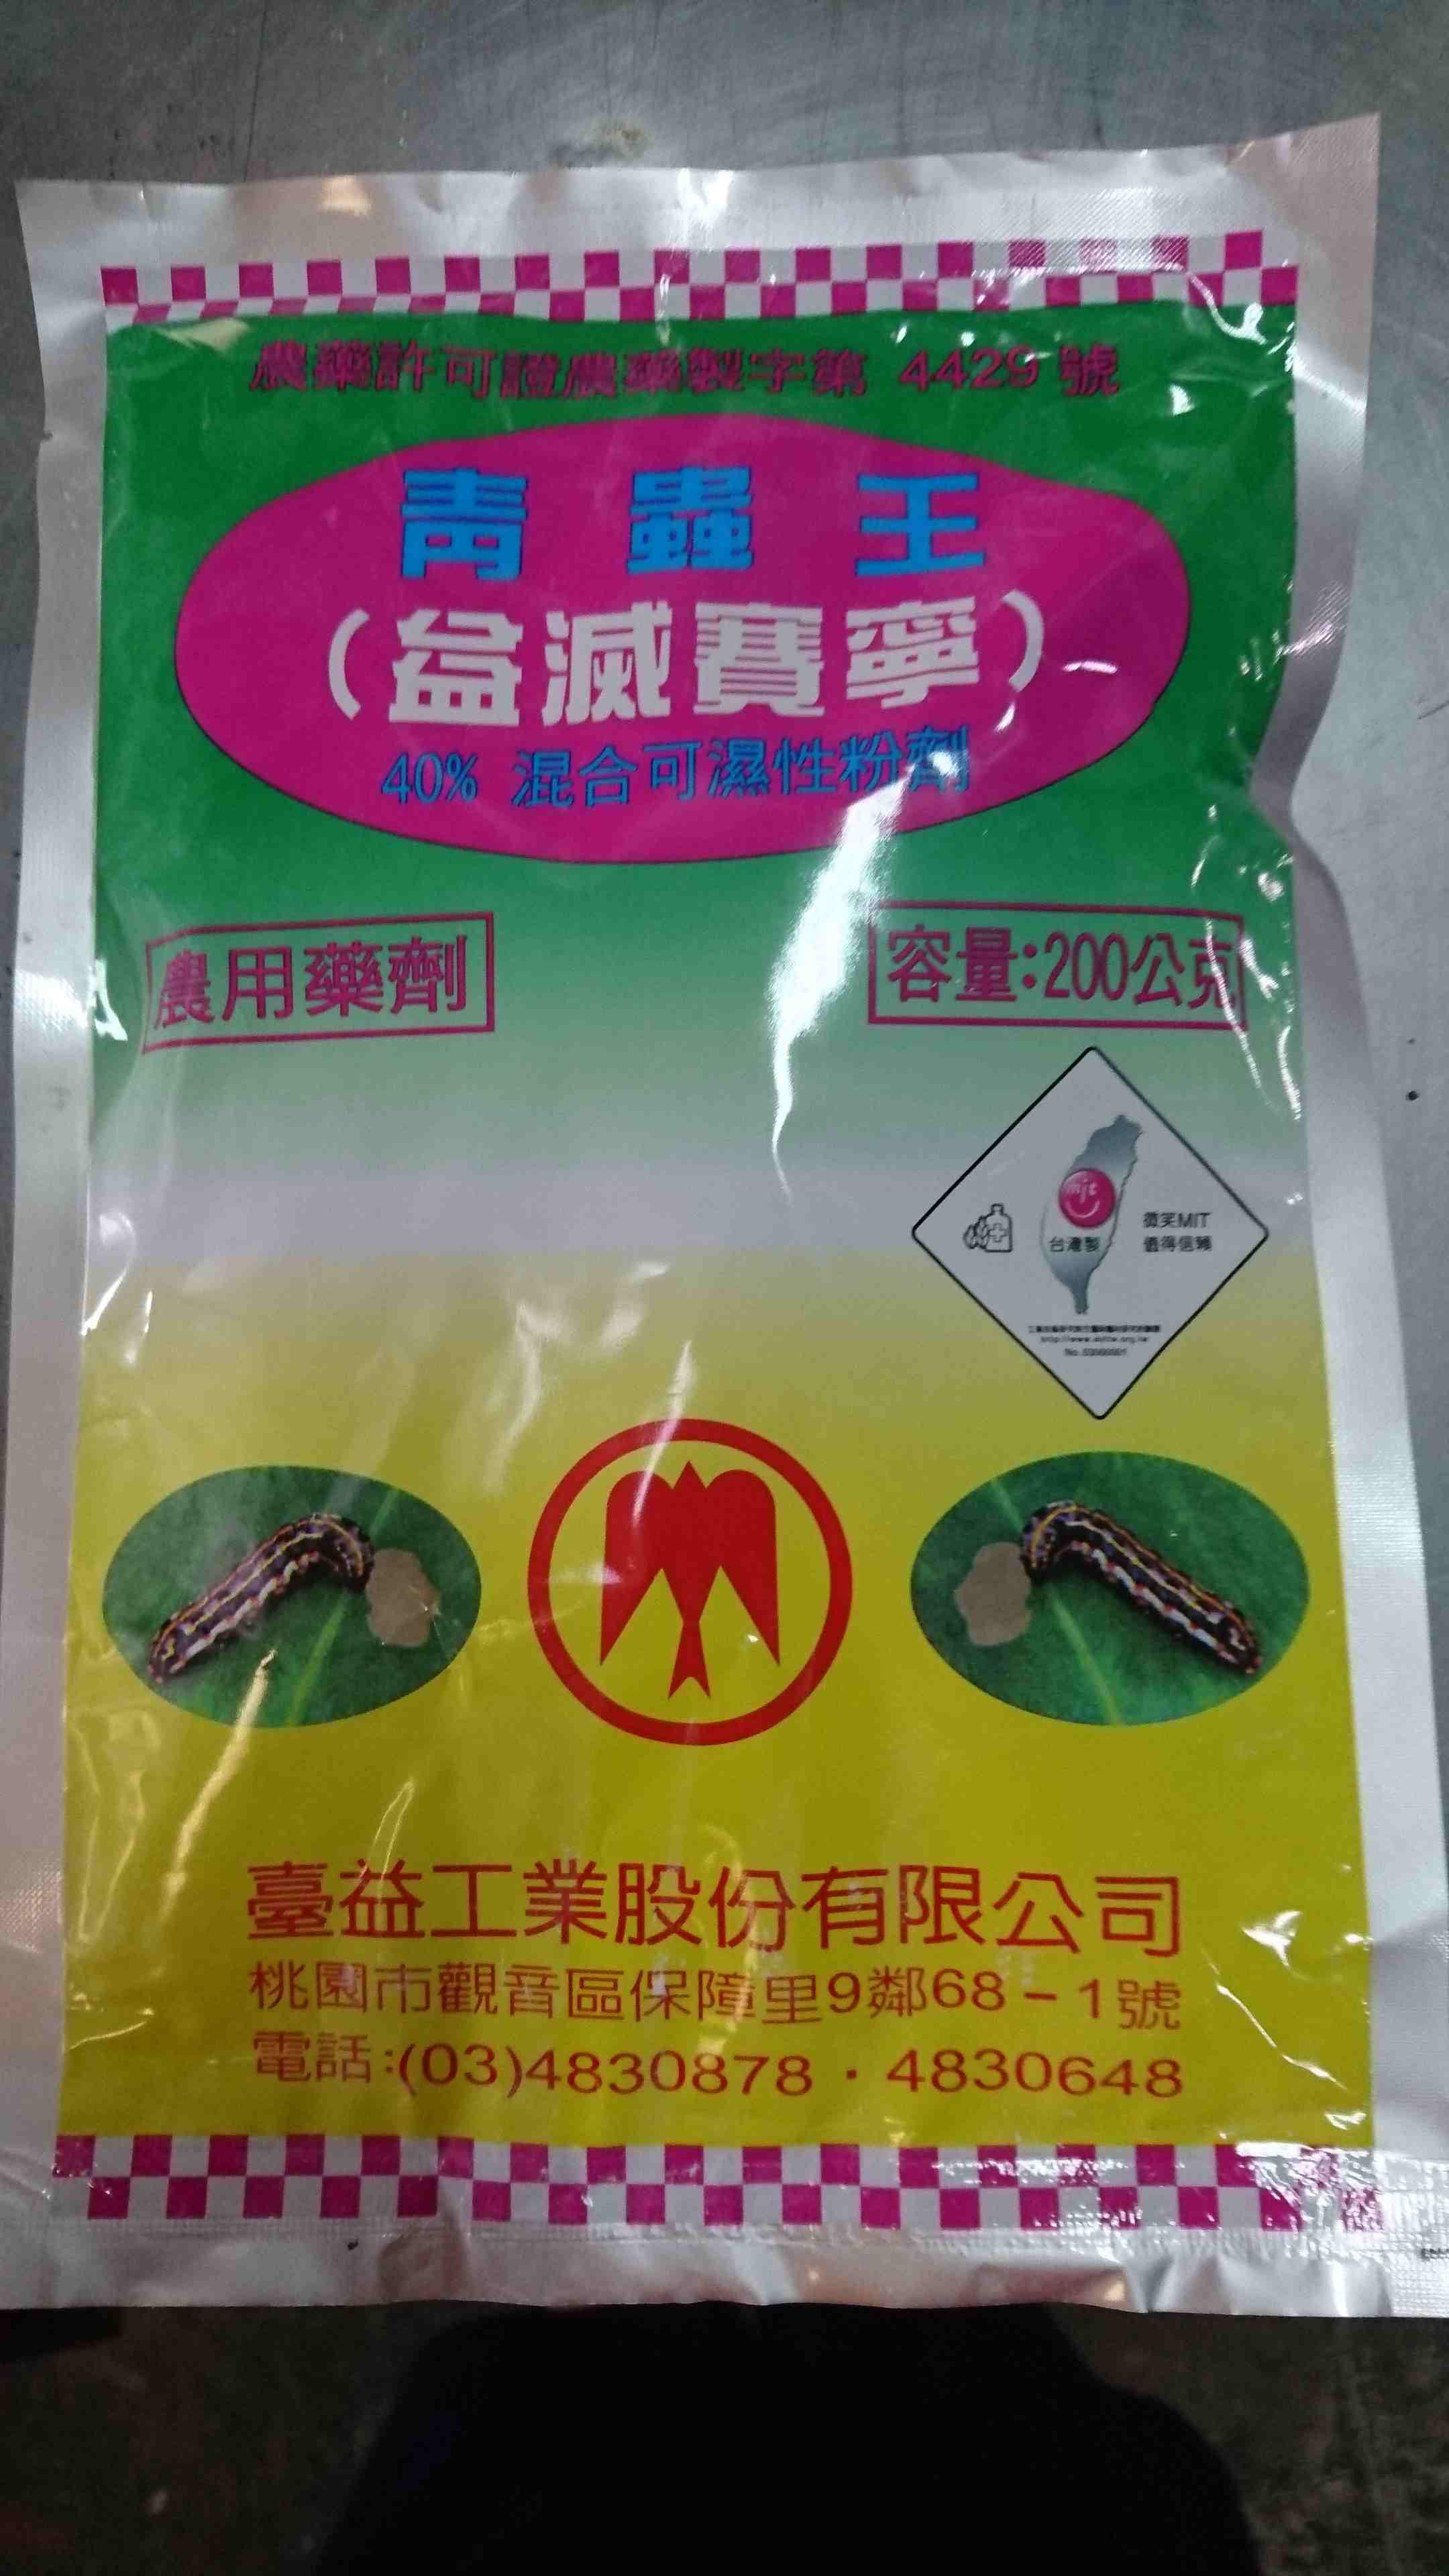 農藥許可證農藥製字第 4429 號
青蟲王
(益滅賽寧)
40% 混合可濕性粉劑
農用藥劑
容量:200公克
mit
台灣製
微笑MIT
值得信賴
臺益工業股份有限公司
桃園市觀音區保障里9鄰68-1號
電話:(03)4830878·4830648